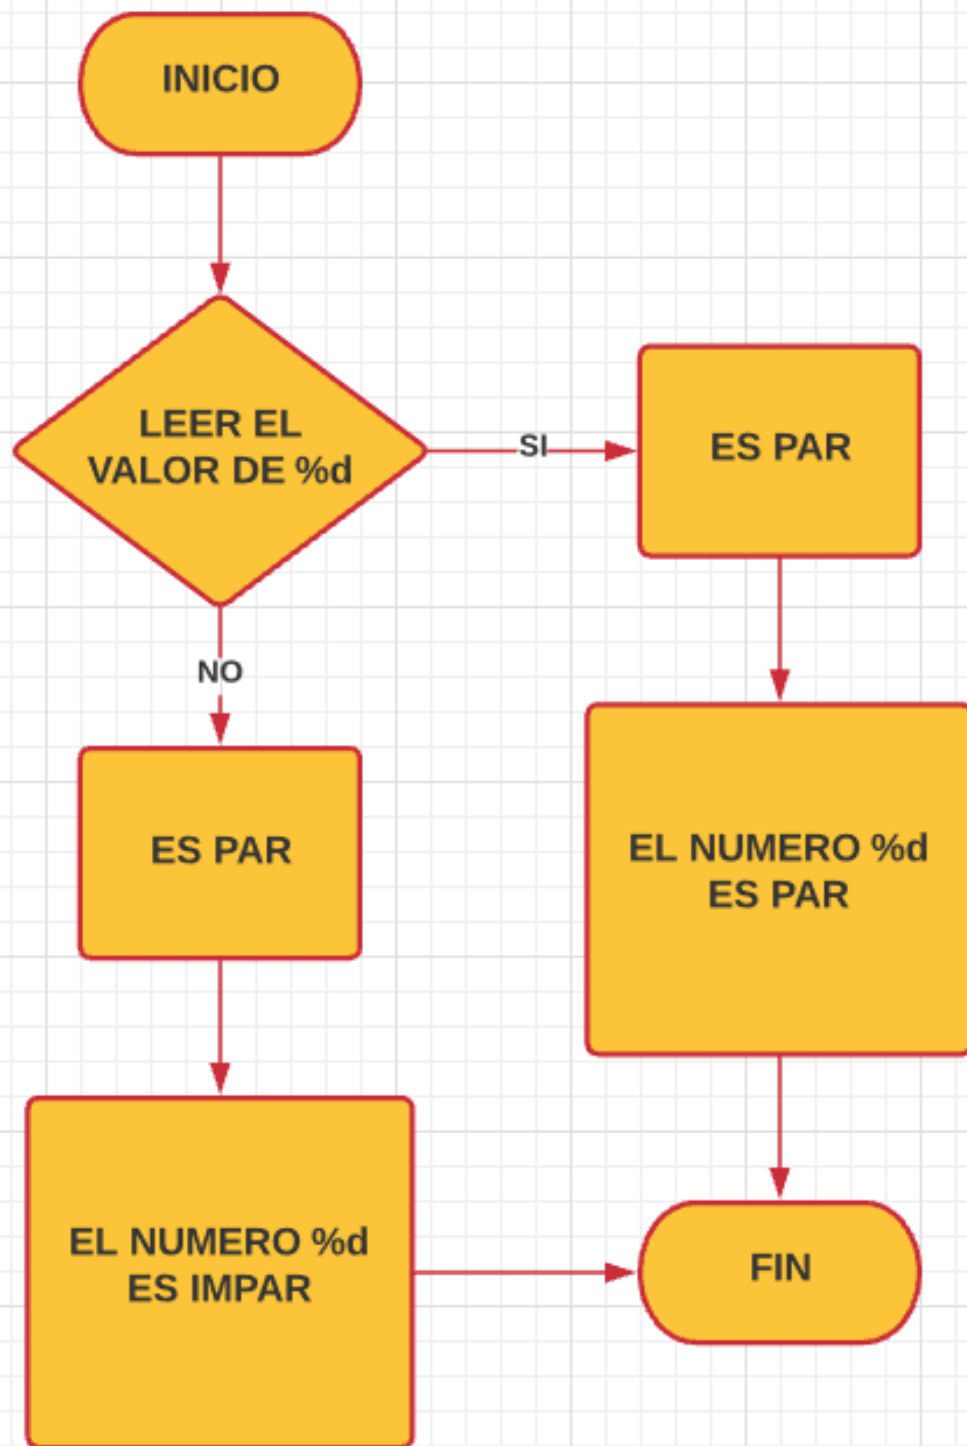 INICIO
LEER EL
VALOR DE %d
SI
ES PAR
NO
ES PAR
EL NUMERO %d
ES PAR
EL NUMERO %d
ES IMPAR
FIN